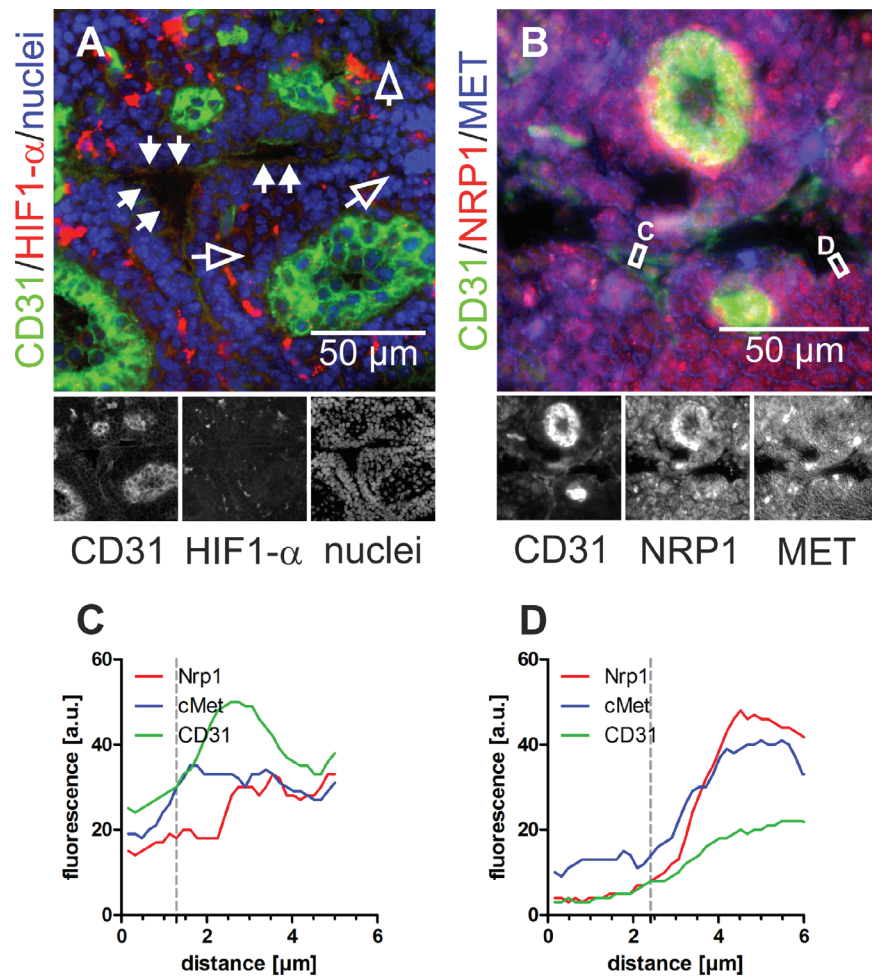 A
CD31/HIF1-α/nuclei
50 µm
CD31 HIF1-α nuclei
B
CD31/NRP1/MET
C
D
50 µm
CD31 NRP1 MET
C
60
40
20
0
fluorescence [a.u.]
Nrp1
cMet
CD31
0 2 4 6
distance [µm]
D
60
40
20
0
fluorescence [a.u.]
Nrp1
cMet
CD31
0 2 4 6
distance [µm]